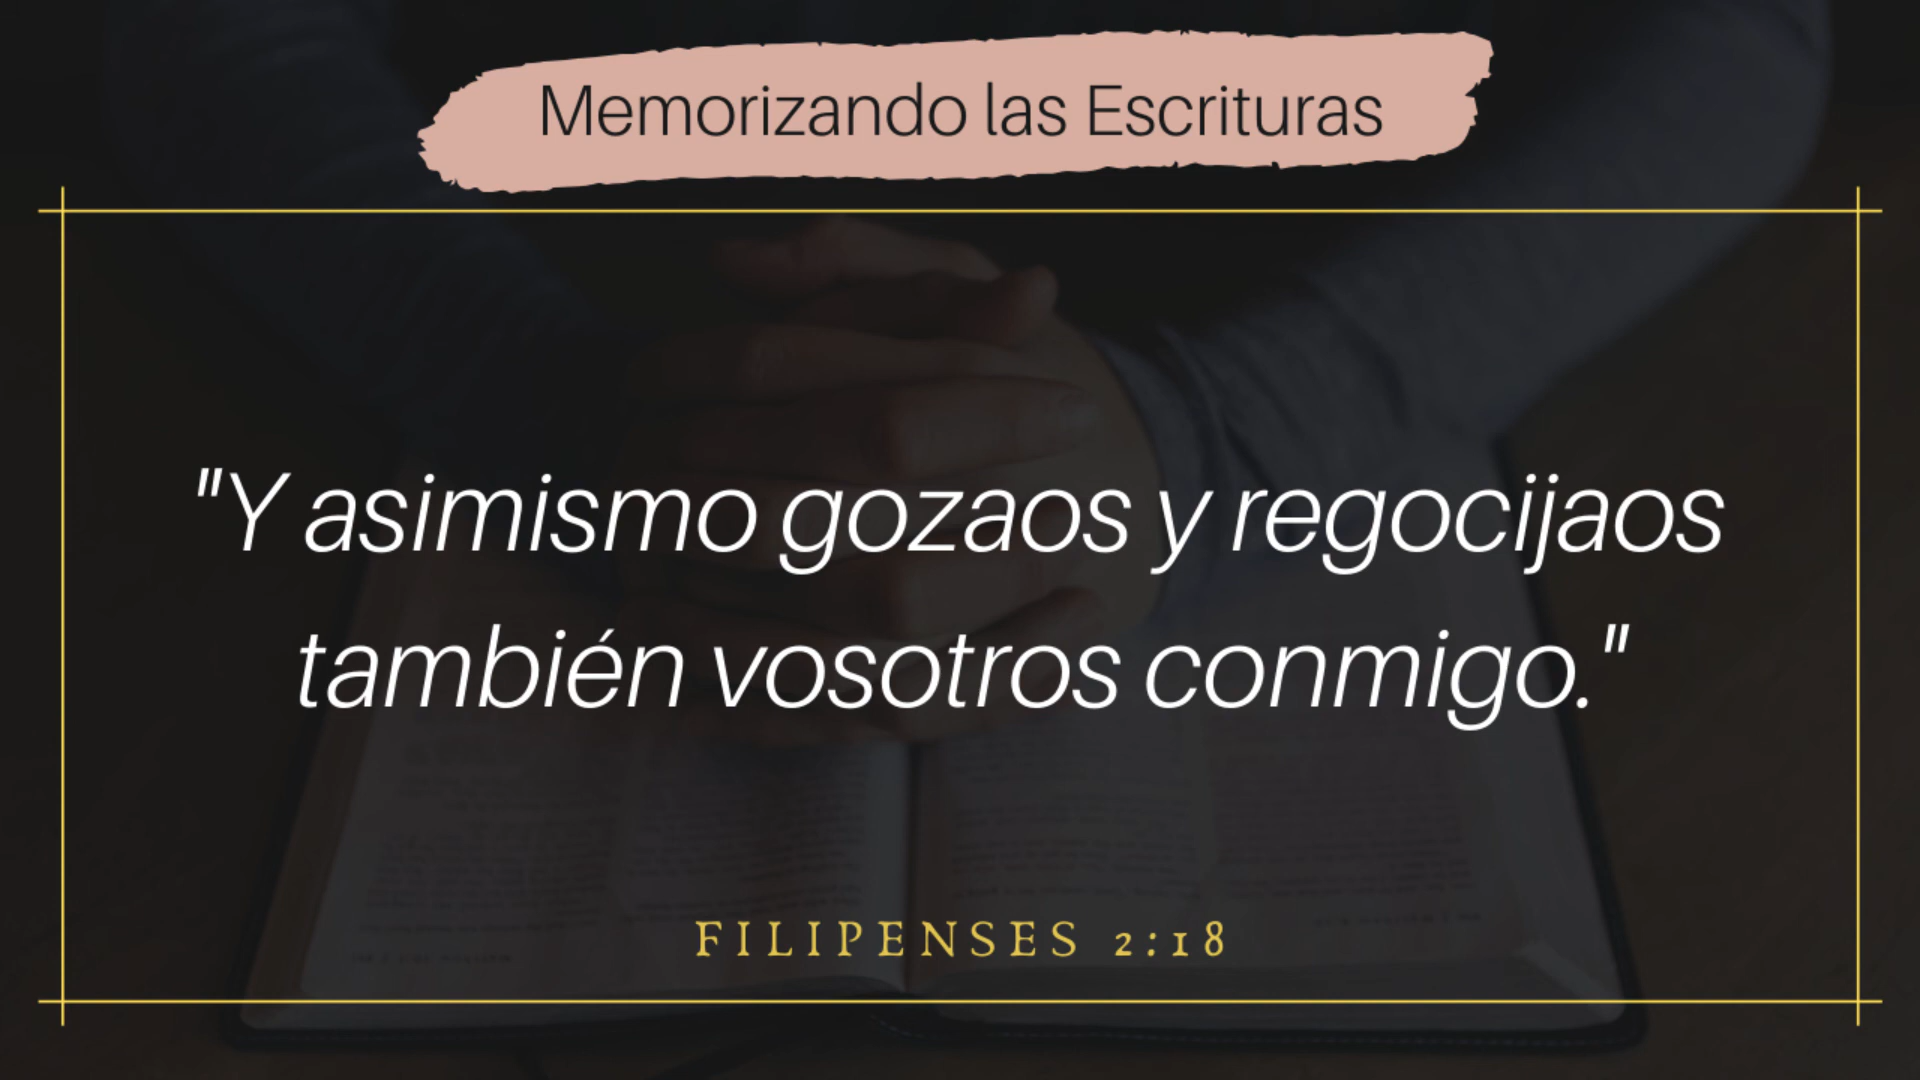 Memorizando las Escrituras
"Y asimismo gozaos y regocijaos
también vosotros conmigo."
FILIPENSES 2:18